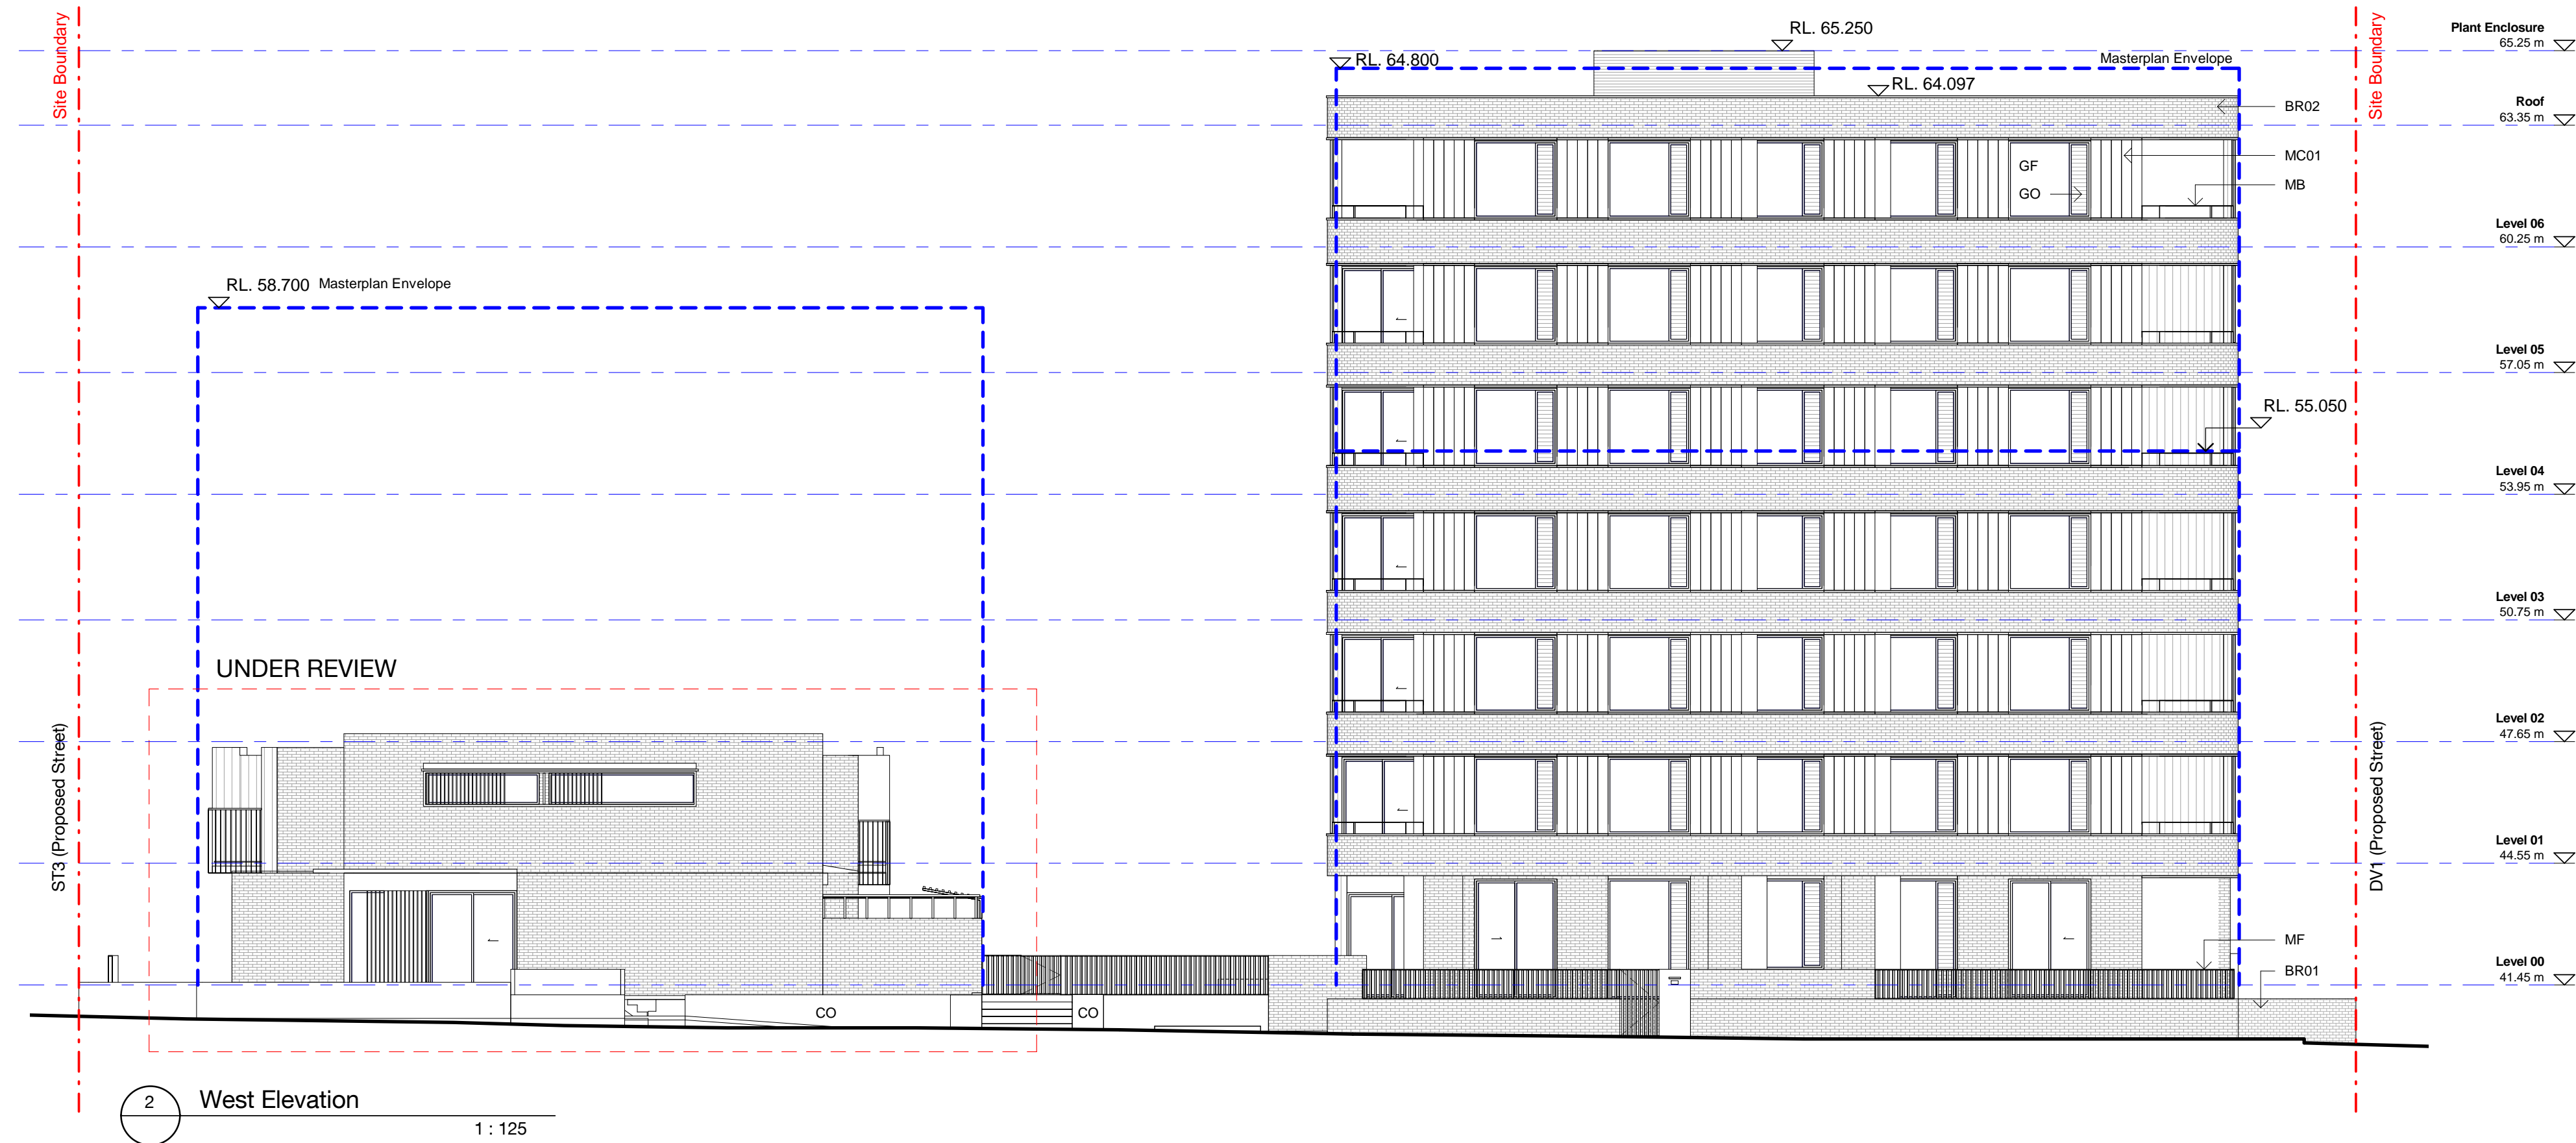 Site Boundary
RL. 65.250
RL. 64.800
Masterplan Envelope
RL. 64.097
Site Boundary
Plant Enclosure
65.25 m
BR02
Roof
63.35 m
MC01
GF
MB
GO
Level 06
60.25 m
RL. 58.700 Masterplan Envelope
Level 05
57.05 m
RL. 55.050
Level 04
53.95 m
Level 03
50.75 m
UNDER REVIEW
Level 02
47.65 m
ST3 (Proposed Street)
DV1 (Proposed Street)
Level 01
44.55 m
MF
BR01
Level 00
41.45 m
CO
CO
2
West Elevation
1 : 125